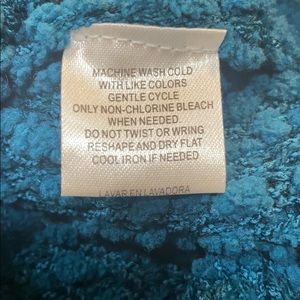 MACHINE WASH COLD
WITH LIKE COLORS
GENTLE CYCLE
ONLY NON-CHLORINE BLEACH
WHEN NEEDED.
DO NOT TWIST OR WRING
RESHAPE AND DRY FLAT
COOL IRON IF NEEDED
LAVAR EN LAVADORA